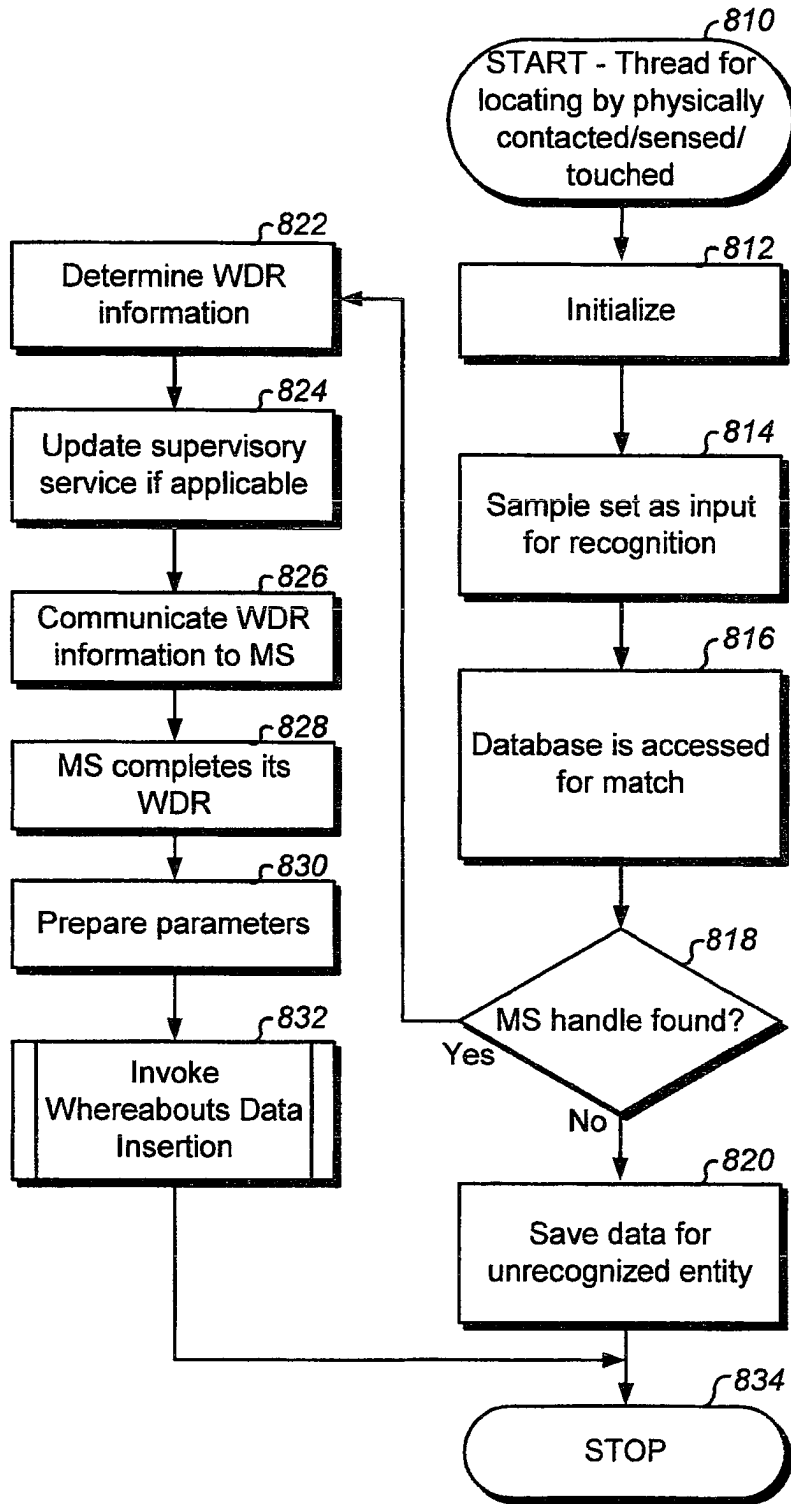 810
START - Thread for
locating by physically
contacted/sensed/
touched
812
Initialize
814
Sample set as input
for recognition
816
Database is accessed
for match
818
MS handle found?
Yes
No
820
Save data for
unrecognized entity
822
Determine WDR
information
824
Update supervisory
service if applicable
826
Communicate WDR
information to MS
828
MS completes its
WDR
830
Prepare parameters
832
Invoke
Whereabouts Data
Insertion
834
STOP